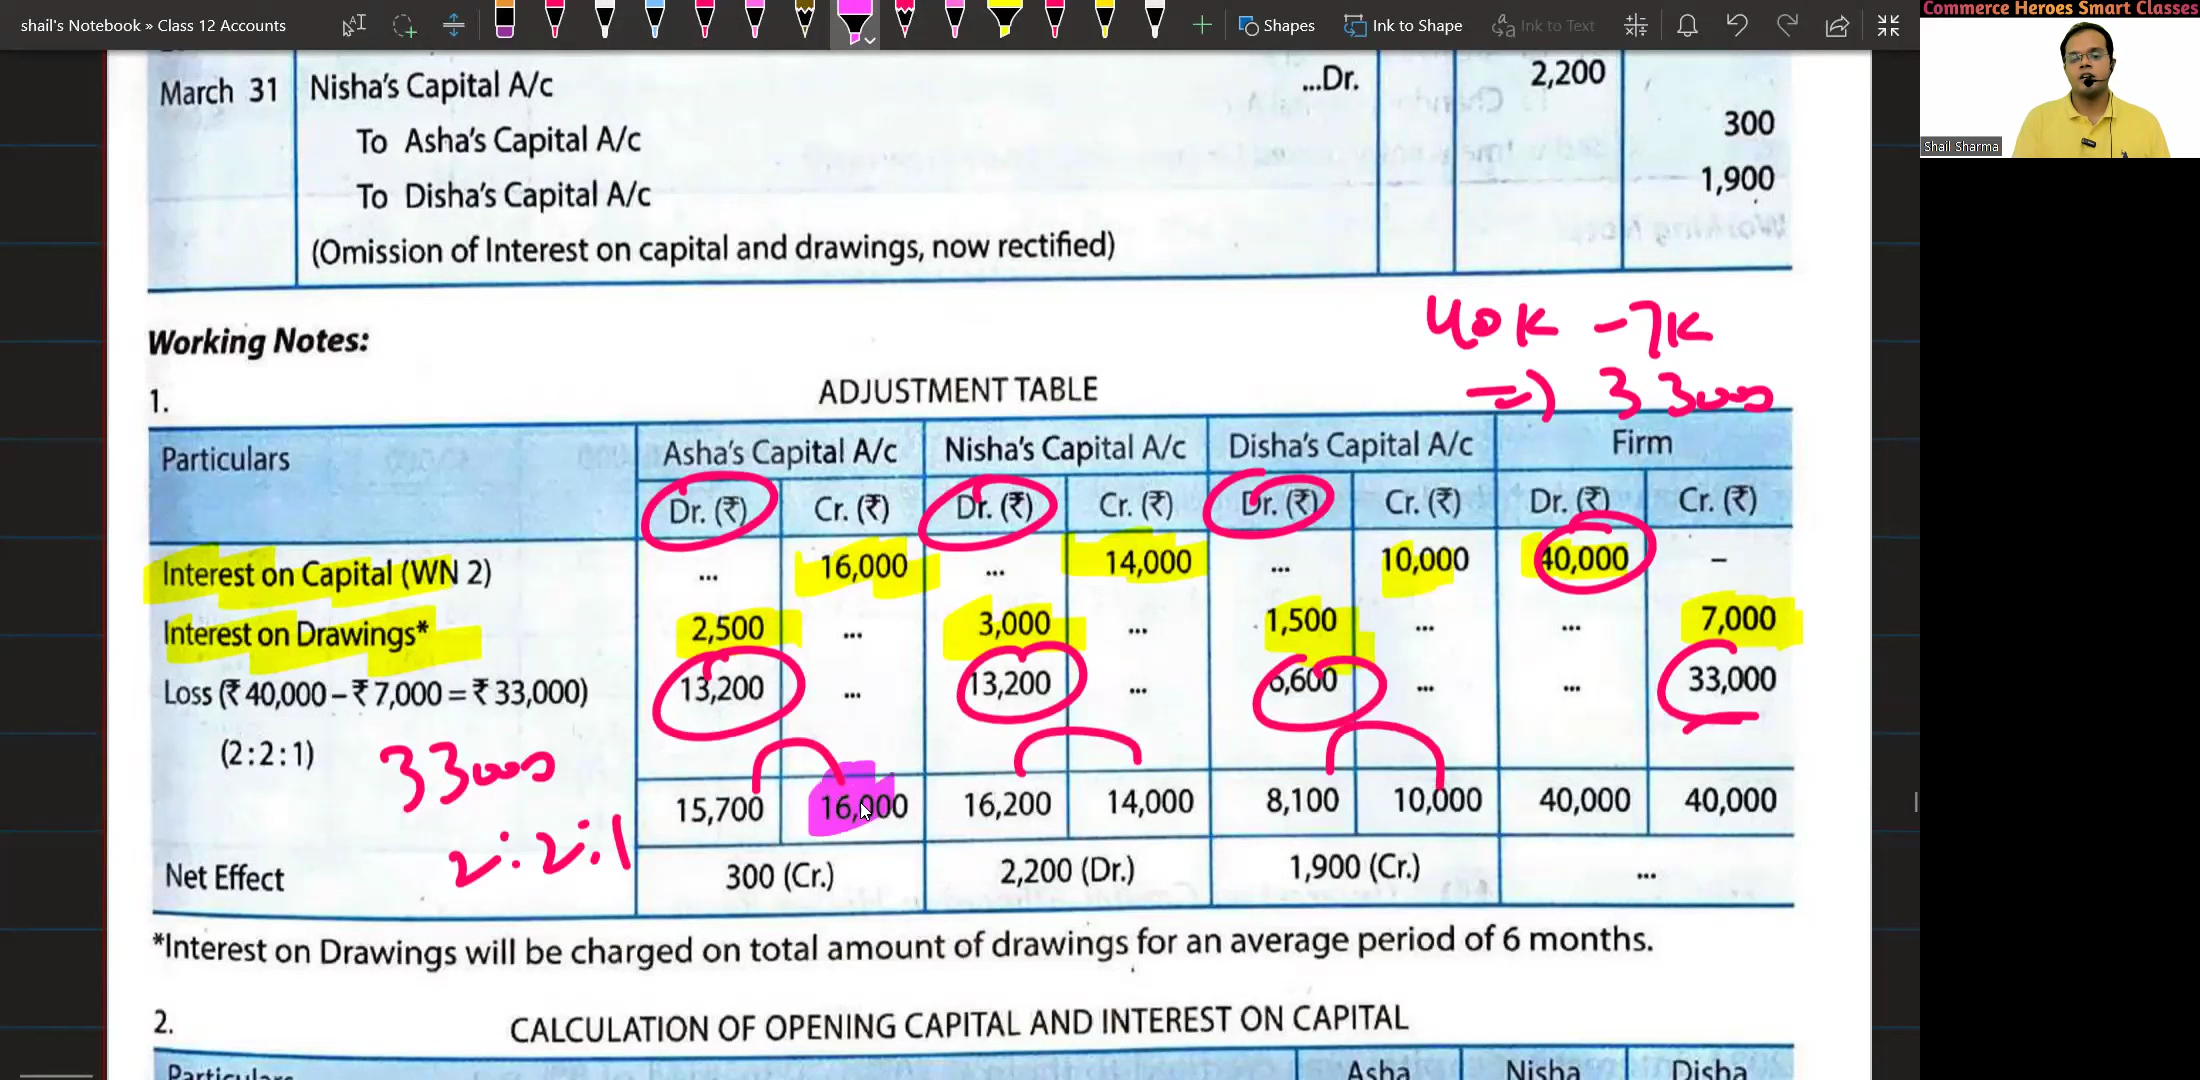 shail's Notebook » Class 12 Accounts
Shapes
Ink to Shape
Ink to Text
Commerce Heroes Smart Classes
Shail Sharma
March 31 Nisha's Capital A/c ...Dr. 2,200
To Asha's Capital A/c 300
To Disha's Capital A/c 1,900
(Omission of Interest on capital and drawings, now rectified)
40K - 7K
Working Notes:
⇒ 33000
1. ADJUSTMENT TABLE
Particulars Asha's Capital A/c Nisha's Capital A/c Disha's Capital A/c Firm
Dr. (₹) Cr. (₹) Dr. (₹) Cr. (₹) Dr. (₹) Cr. (₹) Dr. (₹) Cr. (₹)
Interest on Capital (WN 2) ... 16,000 ... 14,000 ... 10,000 40,000 –
Interest on Drawings* 2,500 ... 3,000 ... 1,500 ... ... 7,000
Loss (₹ 40,000 – ₹ 7,000 = ₹ 33,000) 13,200 ... 13,200 ... 6,600 ... ... 33,000
(2 : 2 : 1)
33000
15,700 16,000 16,200 14,000 8,100 10,000 40,000 40,000
2:2:1
Net Effect 300 (Cr.) 2,200 (Dr.) 1,900 (Cr.) ...
*Interest on Drawings will be charged on total amount of drawings for an average period of 6 months.
2. CALCULATION OF OPENING CAPITAL AND INTEREST ON CAPITAL
Particulars Asha Nisha Disha